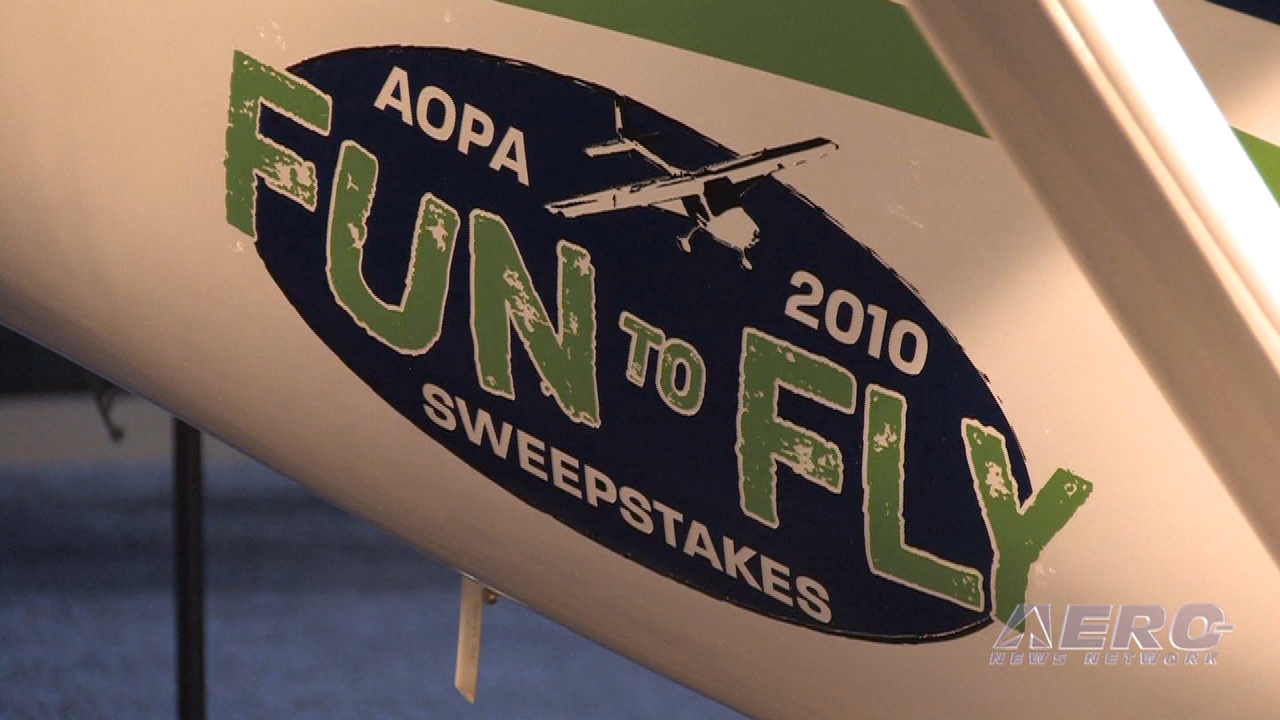 AOPA
2010
FUN TO FLY
SWEEPSTAKES
AERO
NEWS NETWORK